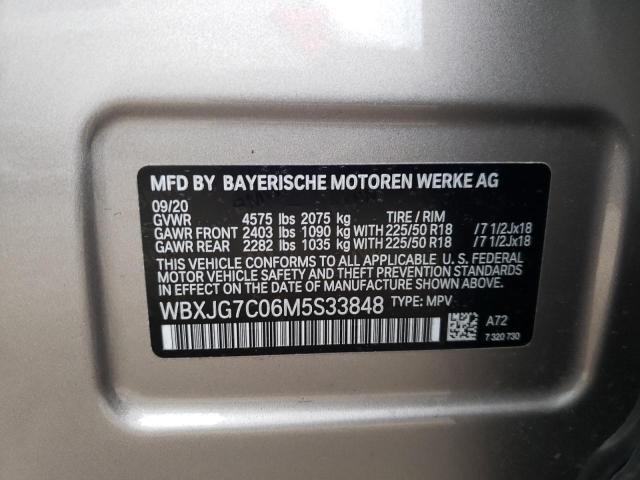 MFD BY BAYERISCHE MOTOREN WERKE AG
09/20
GVWR 4575 lbs 2075 kg TIRE / RIM
GAWR FRONT 2403 lbs 1090 kg WITH 225/50 R18 /7 1/2Jx18
GAWR REAR 2282 lbs 1035 kg WITH 225/50 R18 /7 1/2Jx18
THIS VEHICLE CONFORMS TO ALL APPLICABLE U. S. FEDERAL
MOTOR VEHICLE SAFETY BUMPER AND THEFT PREVENTION STANDARDS
IN EFFECT ON THE DATE OF MANUFACTURE SHOWN ABOVE.
WBXJG7C06M5S33848 TYPE: MPV
A72
7 320 730